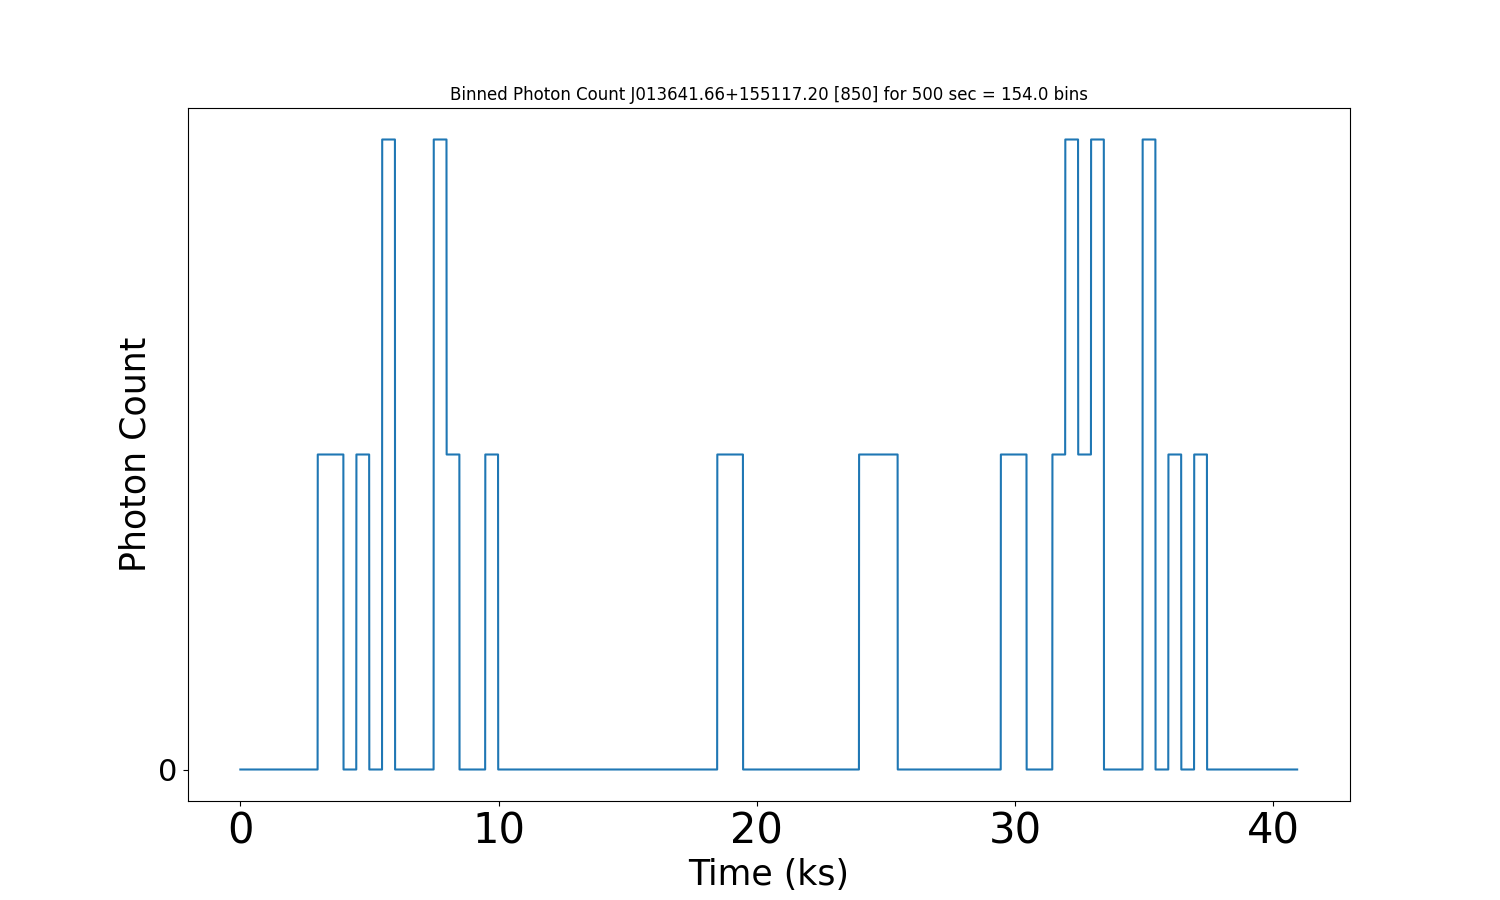 Binned Photon Count J013641.66+155117.20 [850] for 500 sec = 154.0 bins
Photon Count
0
0 10 20 30 40
Time (ks)